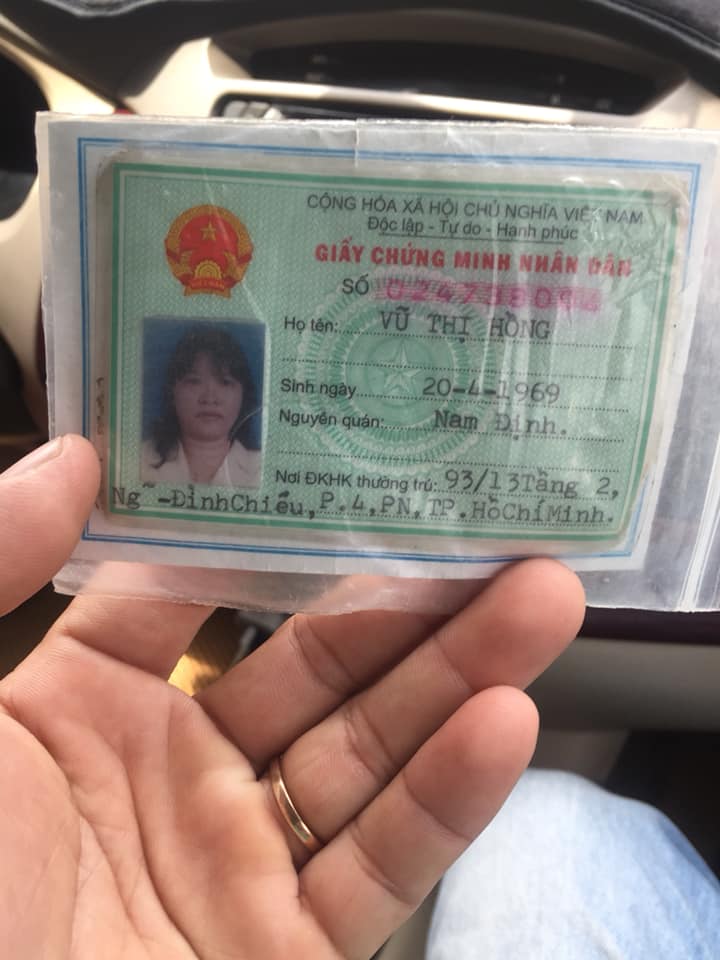 CỘNG HÒA XÃ HỘI CHỦ NGHĨA VIỆT NAM
Độc lập - Tự do - Hạnh phúc
GIẤY CHỨNG MINH NHÂN DÂN
SỐ
Họ tên: VŨ THỊ HỒNG
Sinh ngày 20-4-1969
Nguyên quán: Nam Định.
Nơi ĐKHK thường trú: 93/13Tầng 2,
Ng~-ĐìnhChiểu,P.4,PN,TP.HồChíMinh.